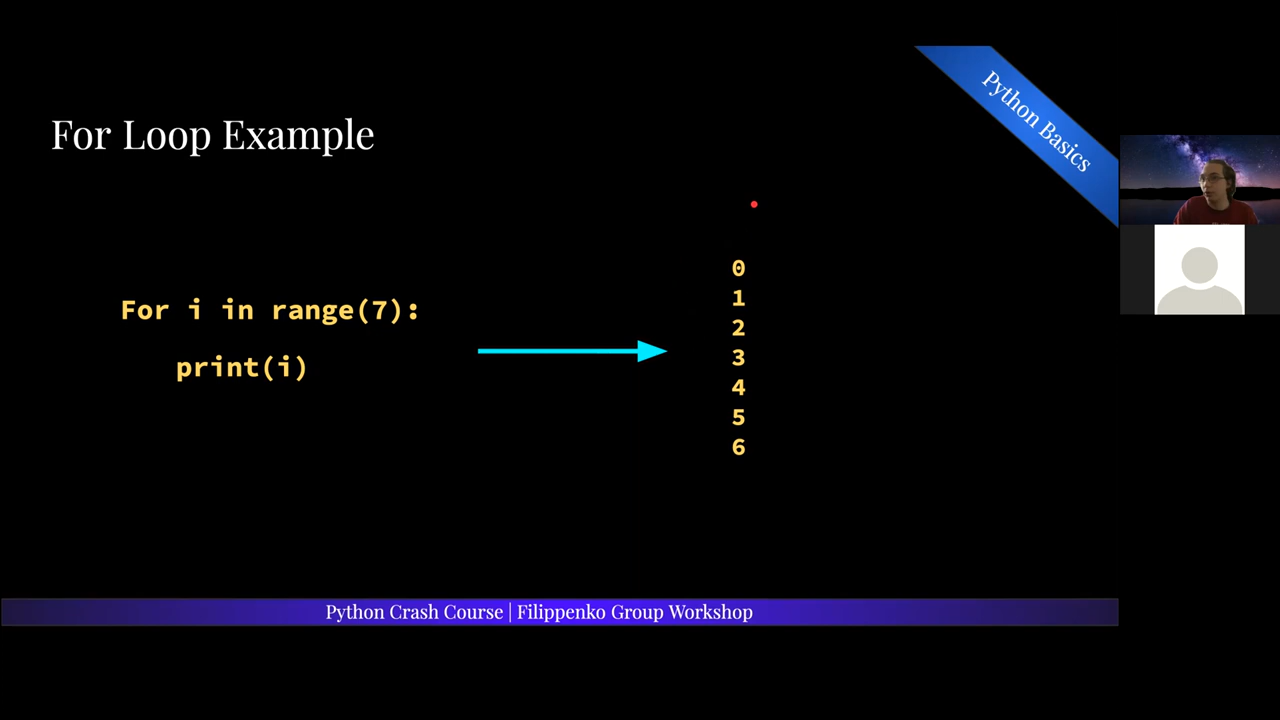 Python Basics
For Loop Example
For i in range(7):
print(i)
0
1
2
3
4
5
6
Python Crash Course | Filippenko Group Workshop